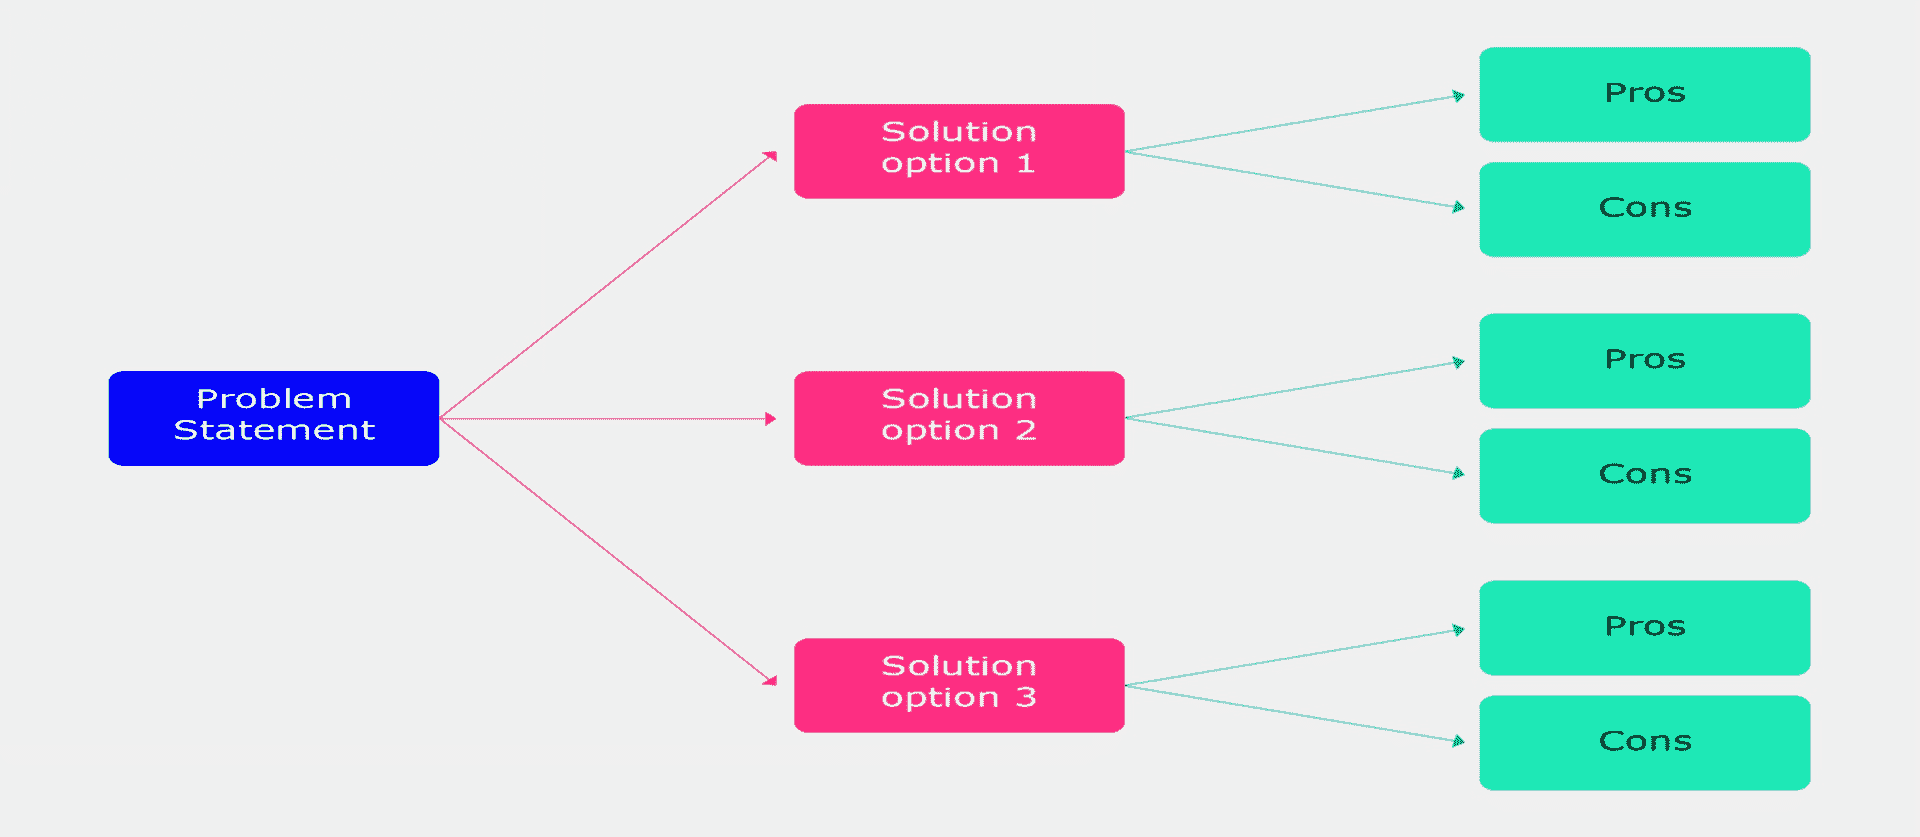 Problem
Statement
Solution
option 1
Pros
Cons
Solution
option 2
Pros
Cons
Solution
option 3
Pros
Cons